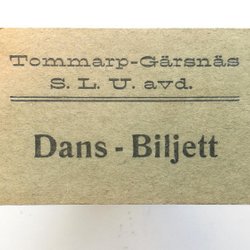 Tommarp-Gärsnäs
S. L. U. avd.
Dans - Biljett